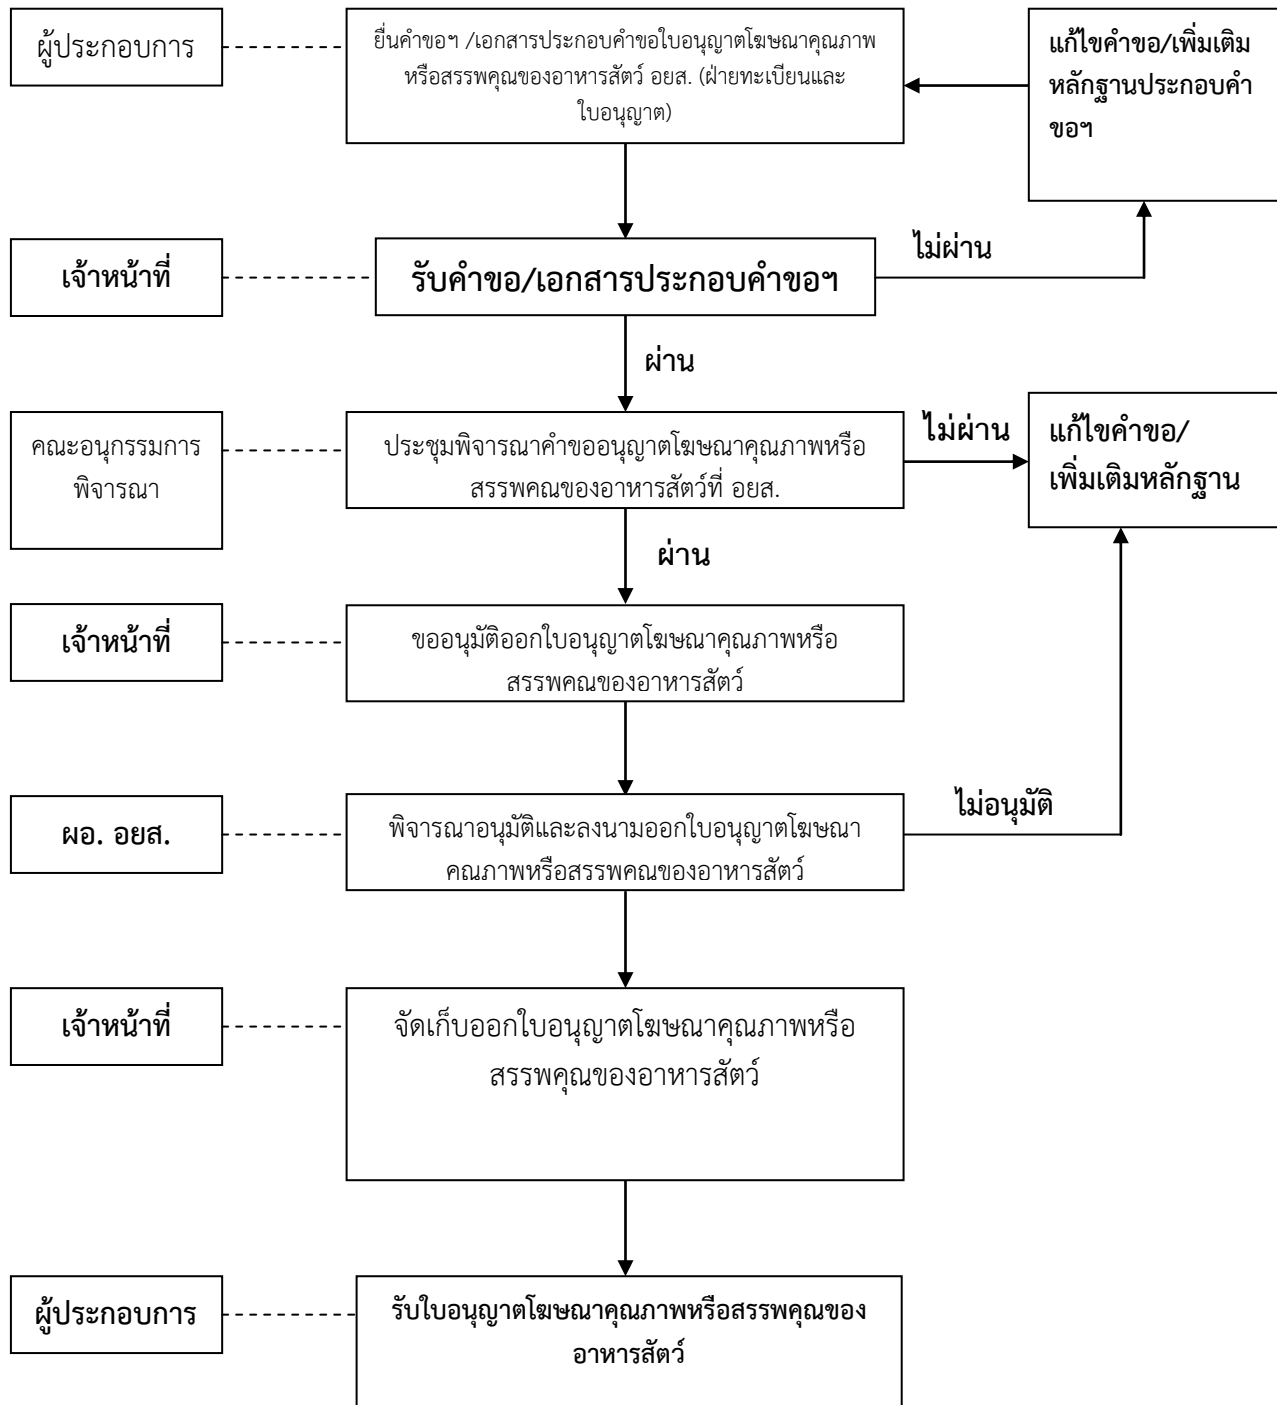 ผู้ประกอบการ
ยื่นคำขอฯ /เอกสารประกอบคำขอใบอนุญาตโฆษณาคุณภาพ
หรือสรรพคุณของอาหารสัตว์ อยส. (ฝ่ายทะเบียนและ
ใบอนุญาต)
แก้ไขคำขอ/เพิ่มเติม
หลักฐานประกอบคำ
ขอฯ
เจ้าหน้าที่
รับคำขอ/เอกสารประกอบคำขอฯ
ไม่ผ่าน
ผ่าน
คณะอนุกรรมการ
พิจารณา
ประชุมพิจารณาคำขออนุญาตโฆษณาคุณภาพหรือ
สรรพคุณของอาหารสัตว์ที่ อยส.
ไม่ผ่าน
แก้ไขคำขอ/
เพิ่มเติมหลักฐาน
ผ่าน
เจ้าหน้าที่
ขออนุมัติออกใบอนุญาตโฆษณาคุณภาพหรือ
สรรพคุณของอาหารสัตว์
ผอ. อยส.
พิจารณาอนุมัติและลงนามออกใบอนุญาตโฆษณา
คุณภาพหรือสรรพคุณของอาหารสัตว์
ไม่อนุมัติ
เจ้าหน้าที่
จัดเก็บออกใบอนุญาตโฆษณาคุณภาพหรือ
สรรพคุณของอาหารสัตว์
ผู้ประกอบการ
รับใบอนุญาตโฆษณาคุณภาพหรือสรรพคุณของ
อาหารสัตว์